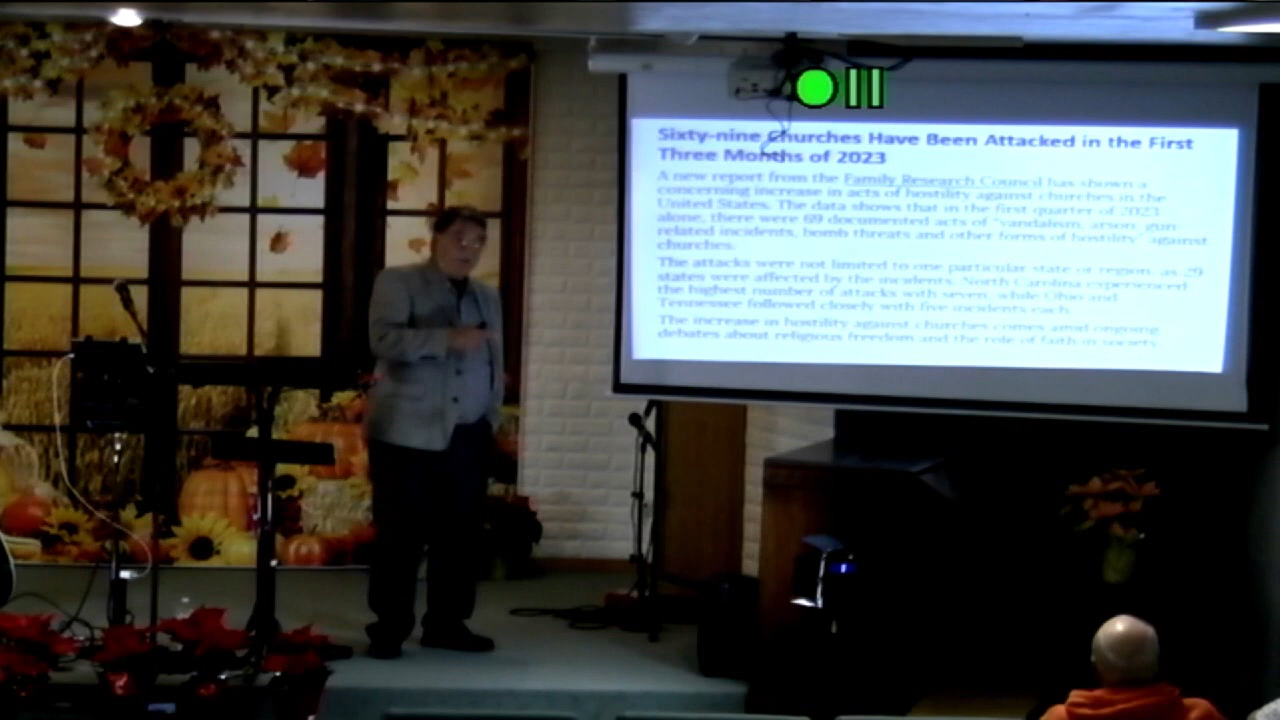 Sixty-nine Churches Have Been Attacked in the First
Three Months of 2023
A new report from the Family Research Council has shown a
concerning increase in acts of hostility against churches in the
United States. The data shows that in the first quarter of 2023
alone, there were 69 documented acts of "vandalism, arson, gun-
related incidents, bomb threats and other forms of hostility" against
churches.
The attacks were not limited to one particular state or region, as 29
states were affected by the incidents. North Carolina experienced
the highest number of attacks with seven, while Ohio and
Tennessee followed closely with five incidents each.
The increase in hostility against churches comes amid ongoing
debates about religious freedom and the role of faith in society.